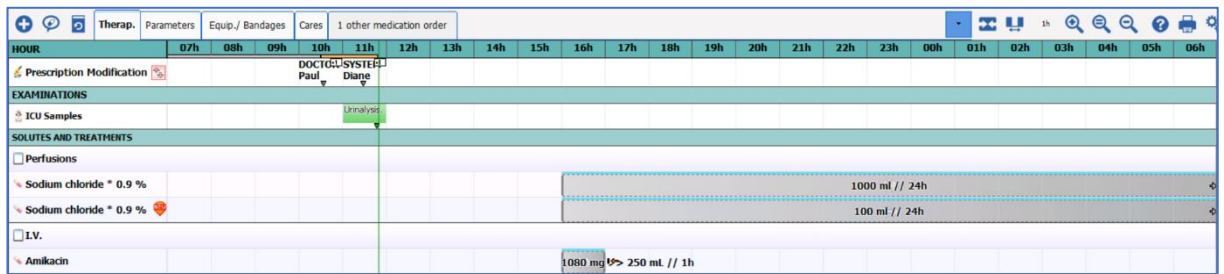 Therap. Parameters Equip./ Bandages Cares 1 other medication order 1h
HOUR 07h 08h 09h 10h 11h 12h 13h 14h 15h 16h 17h 18h 19h 20h 21h 22h 23h 00h 01h 02h 03h 04h 05h 06h
Prescription Modification
Paul Diane
EXAMINATIONS
ICU Samples Urinalysis
SOLUTES AND TREATMENTS
Perfusions
Sodium chloride * 0.9 % 1000 ml // 24h
Sodium chloride * 0.9 % 100 ml // 24h
I.V.
Amikacin 1080 mg > 250 mL // 1h